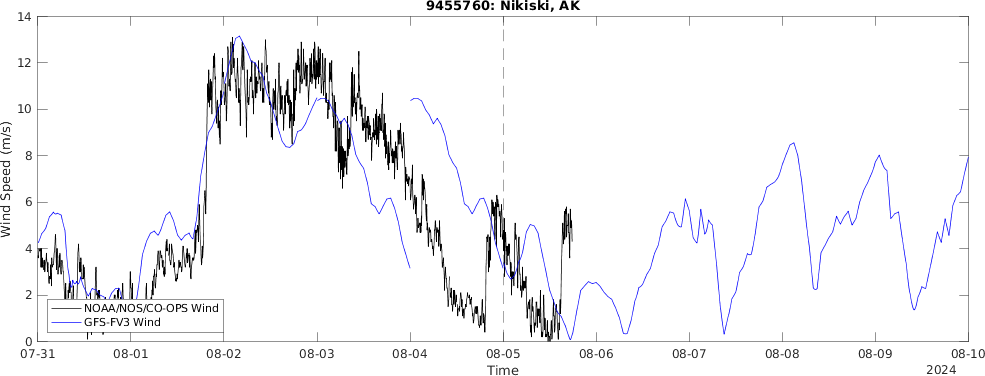 9455760: Nikiski, AK
Wind Speed (m/s)
14
12
10
8
6
4
2
0
NOAA/NOS/CO-OPS Wind
GFS-FV3 Wind
07-31 08-01 08-02 08-03 08-04 08-05 08-06 08-07 08-08 08-09 08-10
Time
2024